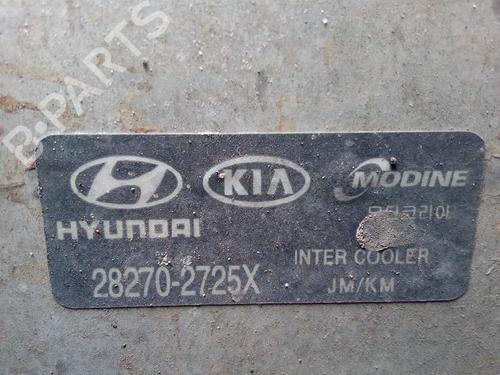 B-PARTS
KIA MODINE
HYUNDAI 모딘코리아
INTER COOLER
28270-2725X JM/KM